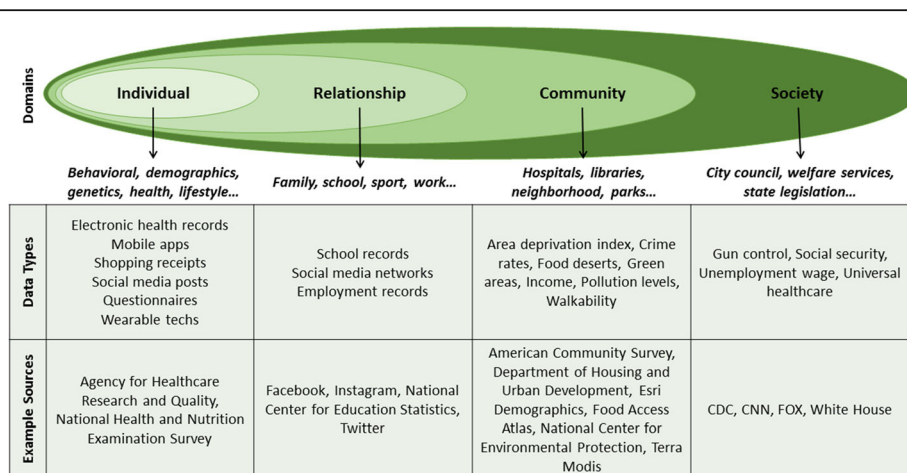 Domains
Individual
Relationship
Community
Society
Behavioral, demographics,
genetics, health, lifestyle...
Family, school, sport, work...
Hospitals, libraries,
neighborhood, parks...
City council, welfare services,
state legislation...
Data Types
Electronic health records
Mobile apps
Shopping receipts
Social media posts
Questionnaires
Wearable techs
School records
Social media networks
Employment records
Area deprivation index, Crime
rates, Food deserts, Green
areas, Income, Pollution levels,
Walkability
Gun control, Social security,
Unemployment wage, Universal
healthcare
Example Sources
Agency for Healthcare
Research and Quality,
National Health and Nutrition
Examination Survey
Facebook, Instagram, National
Center for Education Statistics,
Twitter
American Community Survey,
Department of Housing and
Urban Development, Esri
Demographics, Food Access
Atlas, National Center for
Environmental Protection, Terra
Modis
CDC, CNN, FOX, White House